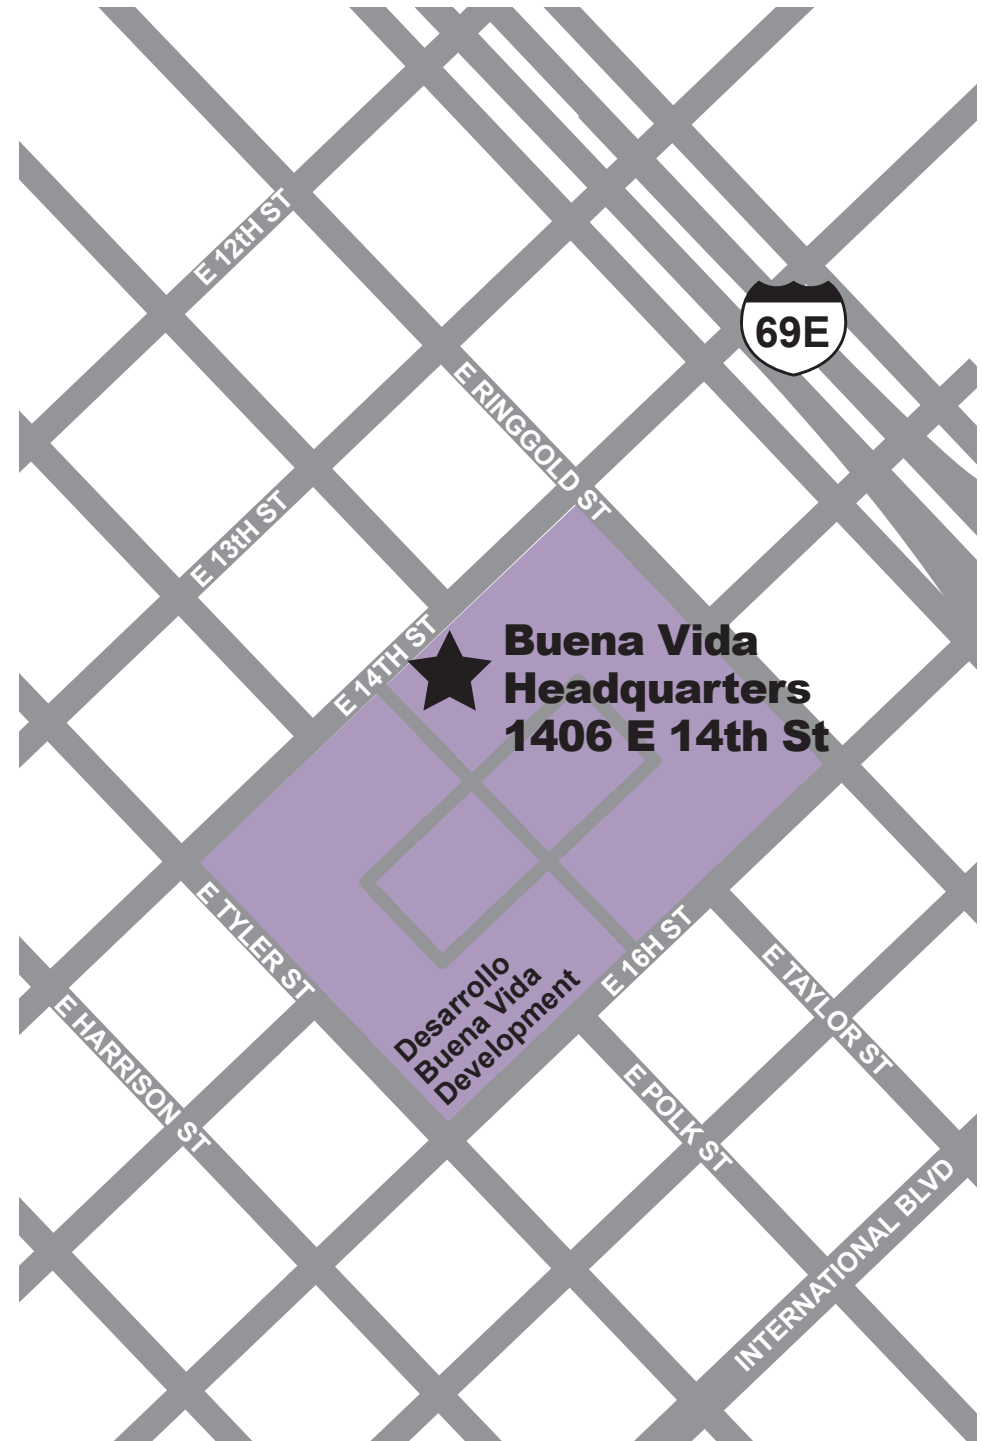 E 12tH ST
69E
E RINGGOLD ST
E 13tH ST
E 14TH ST
Buena Vida
Headquarters
1406 E 14th St
E TYLER ST
E 16H ST
Desarrollo
Buena Vida
Development
E TAYLOR ST
E HARRISON ST
E POLK ST
INTERNATIONAL BLVD